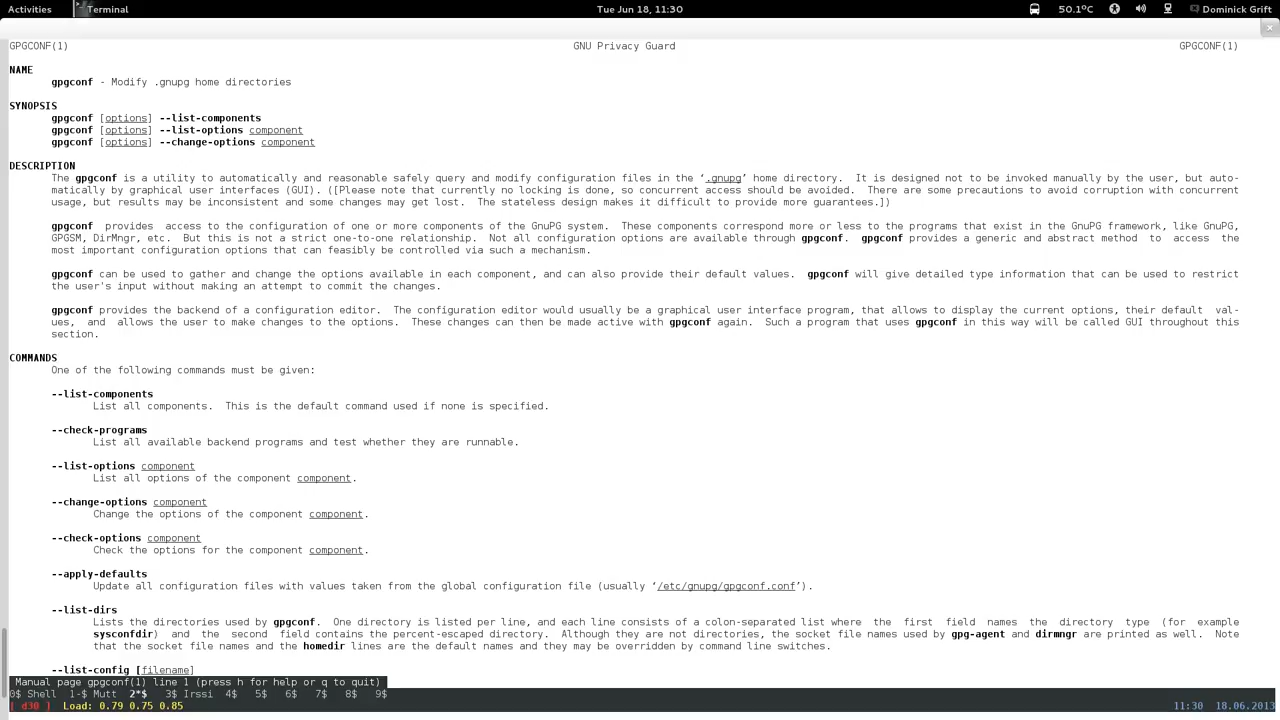 Activities Terminal Tue Jun 18, 11:30 50.1°C Dominick Grift
GPGCONF(1) GNU Privacy Guard GPGCONF(1)
NAME
gpgconf - Modify .gnupg home directories
SYNOPSIS
gpgconf [options] --list-components
gpgconf [options] --list-options component
gpgconf [options] --change-options component
DESCRIPTION
The gpgconf is a utility to automatically and reasonable safely query and modify configuration files in the ‘.gnupg’ home directory. It is designed not to be invoked manually by the user, but auto-
matically by graphical user interfaces (GUI). ([Please note that currently no locking is done, so concurrent access should be avoided. There are some precautions to avoid corruption with concurrent
usage, but results may be inconsistent and some changes may get lost. The stateless design makes it difficult to provide more guarantees.])
gpgconf provides access to the configuration of one or more components of the GnuPG system. These components correspond more or less to the programs that exist in the GnuPG framework, like GnuPG,
GPGSM, DirMngr, etc. But this is not a strict one-to-one relationship. Not all configuration options are available through gpgconf. gpgconf provides a generic and abstract method to access the
most important configuration options that can feasibly be controlled via such a mechanism.
gpgconf can be used to gather and change the options available in each component, and can also provide their default values. gpgconf will give detailed type information that can be used to restrict
the user's input without making an attempt to commit the changes.
gpgconf provides the backend of a configuration editor. The configuration editor would usually be a graphical user interface program, that allows to display the current options, their default val-
ues, and allows the user to make changes to the options. These changes can then be made active with gpgconf again. Such a program that uses gpgconf in this way will be called GUI throughout this
section.
COMMANDS
One of the following commands must be given:
--list-components
List all components. This is the default command used if none is specified.
--check-programs
List all available backend programs and test whether they are runnable.
--list-options component
List all options of the component component.
--change-options component
Change the options of the component component.
--check-options component
Check the options for the component component.
--apply-defaults
Update all configuration files with values taken from the global configuration file (usually ‘/etc/gnupg/gpgconf.conf’).
--list-dirs
Lists the directories used by gpgconf. One directory is listed per line, and each line consists of a colon-separated list where the first field names the directory type (for example
sysconfdir) and the second field contains the percent-escaped directory. Although they are not directories, the socket file names used by gpg-agent and dirmngr are printed as well. Note
that the socket file names and the homedir lines are the default names and they may be overridden by command line switches.
--list-config [filename]
Manual page gpgconf(1) line 1 (press h for help or q to quit)
0$ Shell 1-$ Mutt 2*$ 3$ Irssi 4$ 5$ 6$ 7$ 8$ 9$
[ d30 ] Load: 0.79 0.75 0.85 11:30 18.06.2013